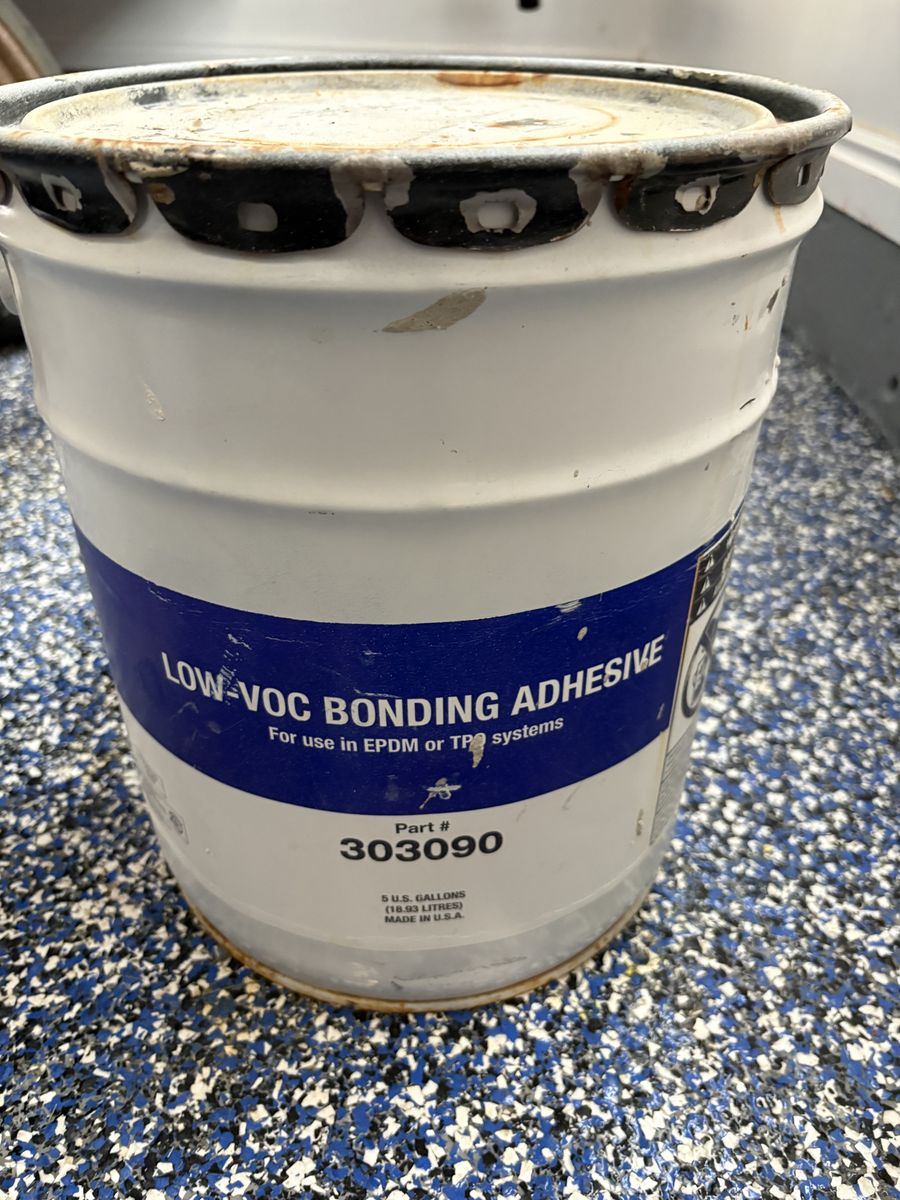 LOW-VOC BONDING ADHESIVE
For use in EPDM or TPO systems
Part #
303090
5 U.S. GALLONS
(18.93 LITRES)
MADE IN U.S.A.